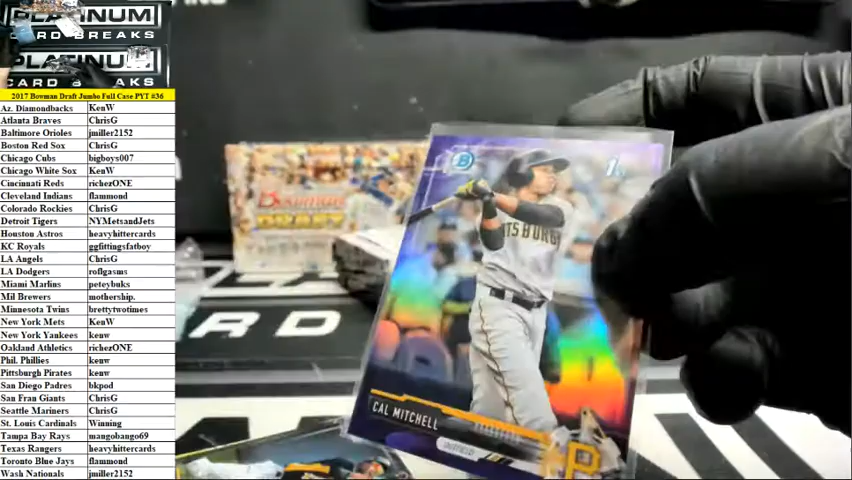 PLATINUM
CARD BREAKS
PLATINUM
CARD BREAKS
2017 Bowman Draft Jumbo Full Case PYT #36
Az. Diamondbacks KenW
Atlanta Braves ChrisG
Baltimore Orioles jmiller2152
Boston Red Sox ChrisG
Chicago Cubs bigboys007
Chicago White Sox KenW
Cincinnati Reds richezONE
Cleveland Indians flammond
Colorado Rockies ChrisG
Detroit Tigers NYMetsandJets
Houston Astros heavyhittercards
KC Royals ggfittingsfatboy
LA Angels ChrisG
LA Dodgers roflgasms
Miami Marlins peteybuks
Mil Brewers mothership.
Minnesota Twins brettytwotimes
New York Mets KenW
New York Yankees kenw
Oakland Athletics richezONE
Phil. Phillies kenw
Pittsburgh Pirates kenw
San Diego Padres bkpod
San Fran Giants ChrisG
Seattle Mariners ChrisG
St. Louis Cardinals Winning
Tampa Bay Rays mangobango69
Texas Rangers heavyhittercards
Toronto Blue Jays flammond
Wash Nationals jmiller2152
BOWMAN
DRAFT
RD
B
1st
TTSBURG
CAL MITCHELL
OUTFIELD
P